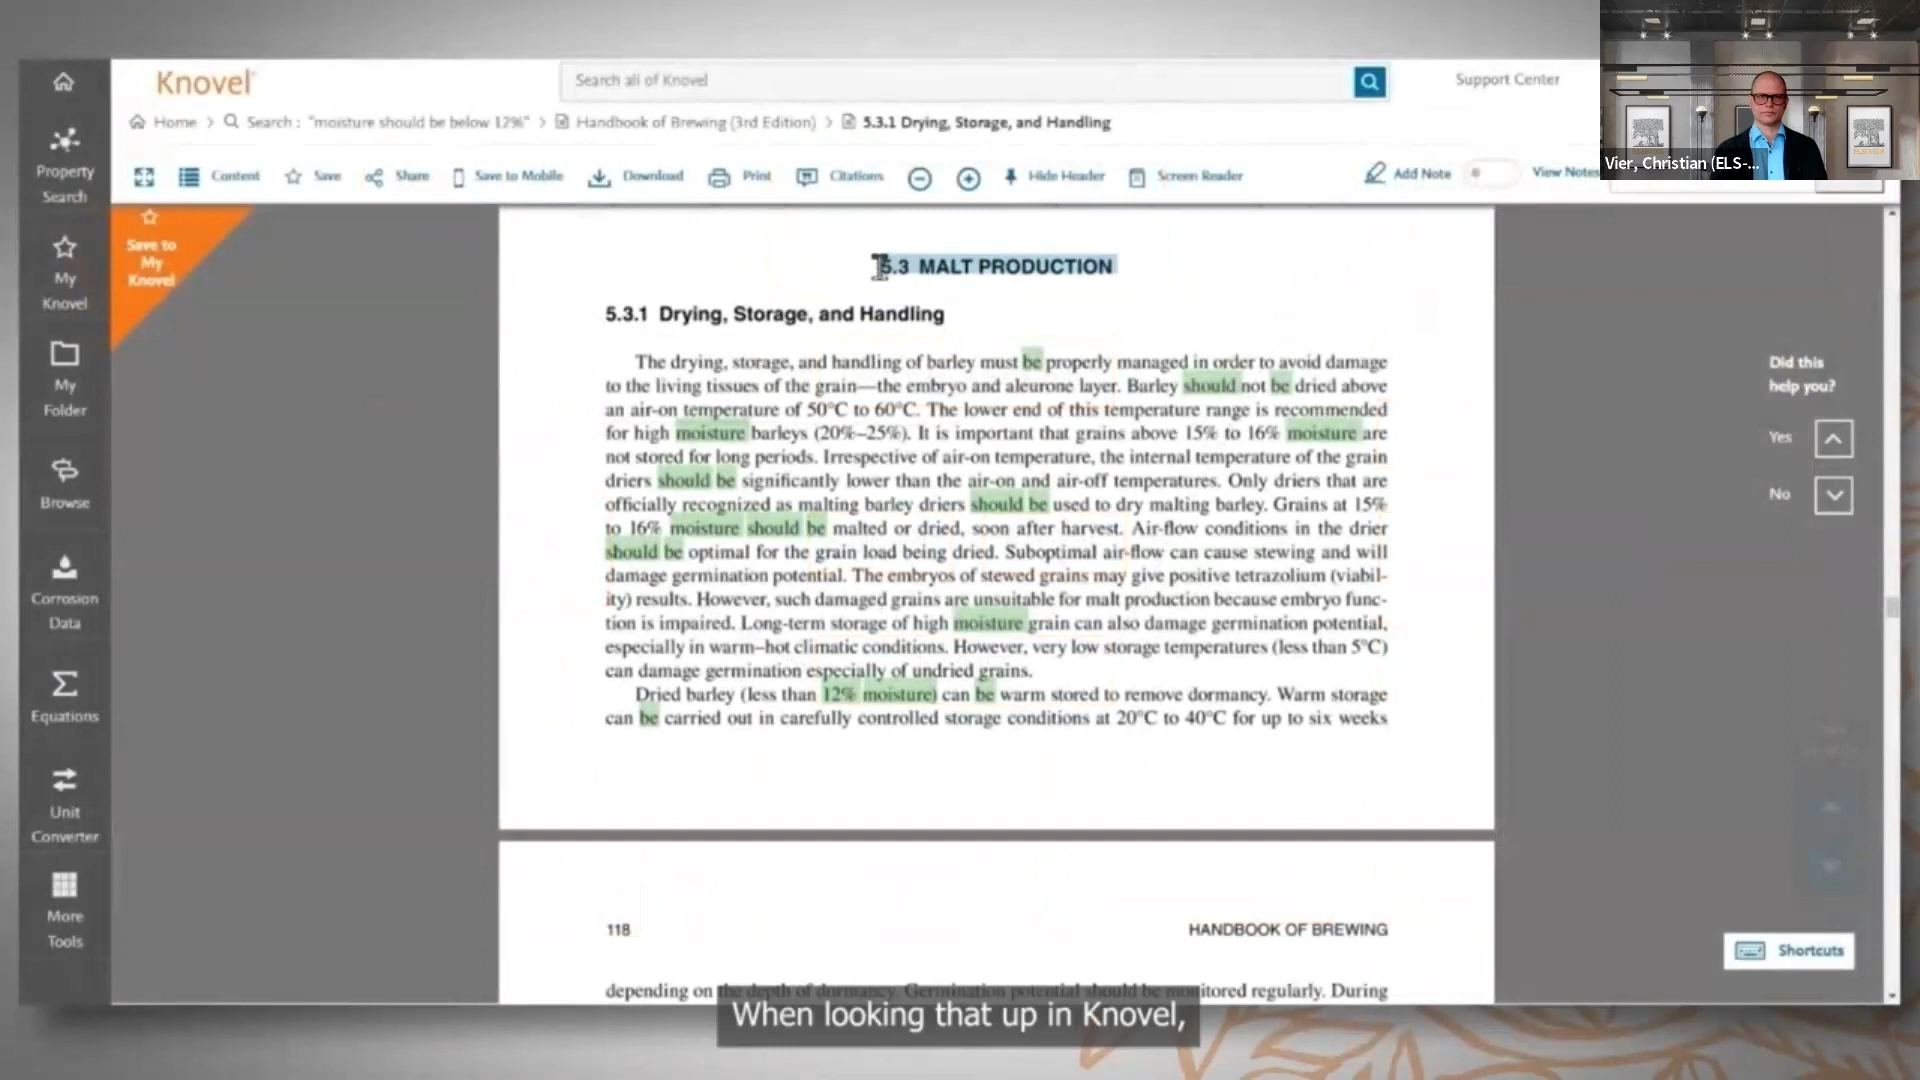 Knovel
Search all of Knovel
Support Center
Home > Search : "moisture should be below 12%" > Handbook of Brewing (3rd Edition) > 5.3.1 Drying, Storage, and Handling
Content Save Share Save to Mobile Download Print Citations Hide Header Screen Reader Add Note View Notes
Vier, Christian (ELS-...
ELSEVIER
Property
Search
My
Knovel
My
Folder
Browse
Corrosion
Data
Equations
Unit
Converter
More
Tools
Save to
My
Knovel
5.3 MALT PRODUCTION
5.3.1 Drying, Storage, and Handling
The drying, storage, and handling of barley must be properly managed in order to avoid damage
to the living tissues of the grain—the embryo and aleurone layer. Barley should not be dried above
an air-on temperature of 50°C to 60°C. The lower end of this temperature range is recommended
for high moisture barleys (20%–25%). It is important that grains above 15% to 16% moisture are
not stored for long periods. Irrespective of air-on temperature, the internal temperature of the grain
driers should be significantly lower than the air-on and air-off temperatures. Only driers that are
officially recognized as malting barley driers should be used to dry malting barley. Grains at 15%
to 16% moisture should be malted or dried, soon after harvest. Air-flow conditions in the drier
should be optimal for the grain load being dried. Suboptimal air-flow can cause stewing and will
damage germination potential. The embryos of stewed grains may give positive tetrazolium (viabil-
ity) results. However, such damaged grains are unsuitable for malt production because embryo func-
tion is impaired. Long-term storage of high moisture grain can also damage germination potential,
especially in warm–hot climatic conditions. However, very low storage temperatures (less than 5°C)
can damage germination especially of undried grains.
Dried barley (less than 12% moisture) can be warm stored to remove dormancy. Warm storage
can be carried out in carefully controlled storage conditions at 20°C to 40°C for up to six weeks
118 HANDBOOK OF BREWING
depending on the depth of dormancy. Germination potential should be monitored regularly. During
Did this
help you?
Yes
No
Shortcuts
When looking that up in Knovel,